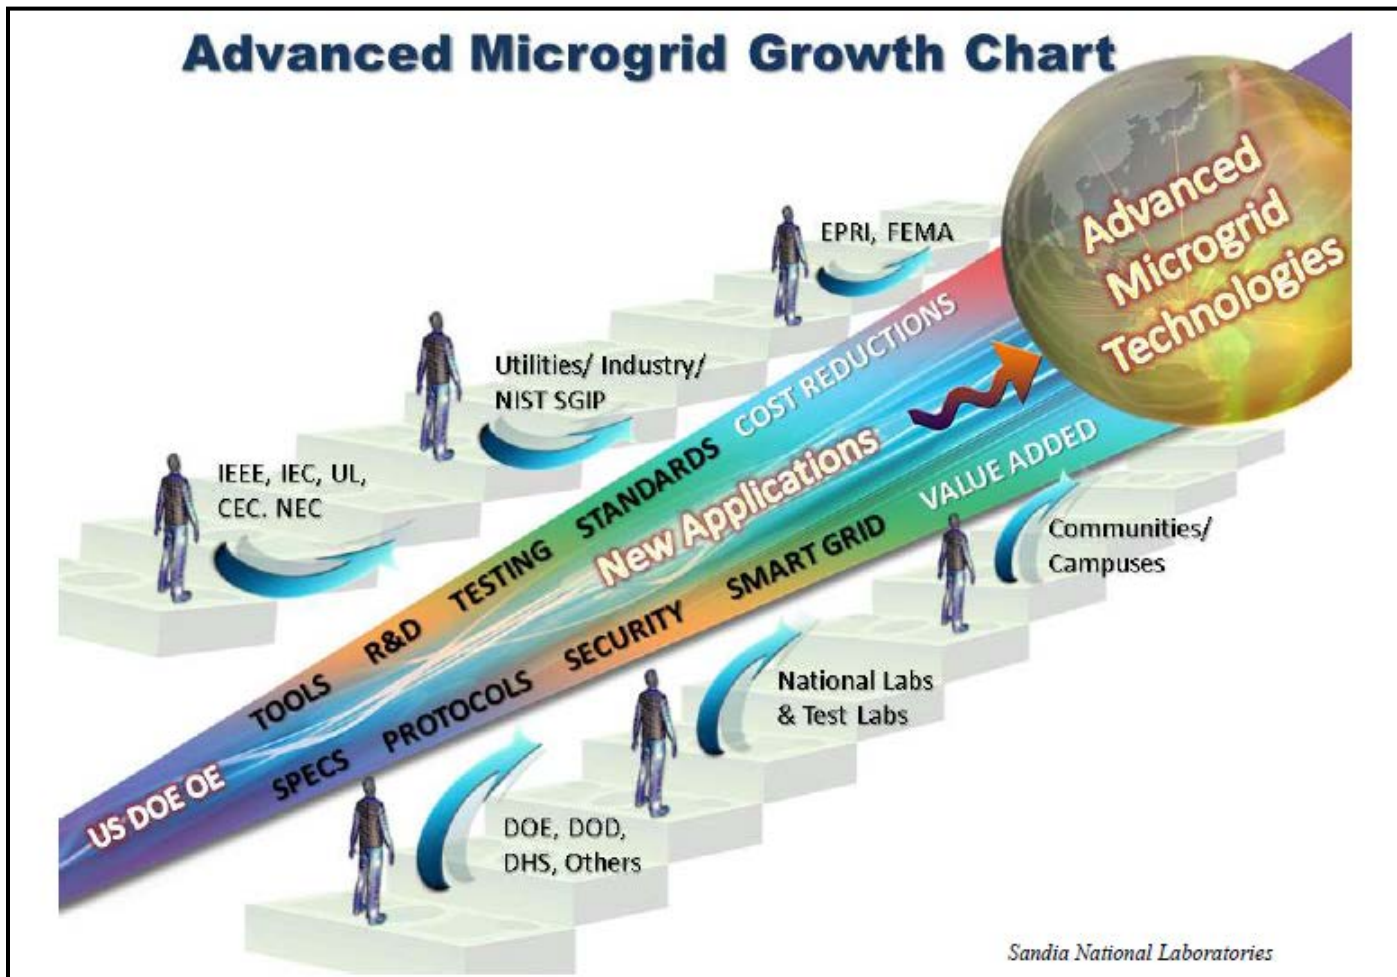 Advanced Microgrid Growth Chart
Advanced
Microgrid
Technologies
EPRI, FEMA
Utilities/ Industry/
NIST SGIP
IEEE, IEC, UL,
CEC. NEC
US DOE OE
TOOLS R&D TESTING STANDARDS COST REDUCTIONS
New Applications
SPECS PROTOCOLS SECURITY SMART GRID VALUE ADDED
Communities/
Campuses
National Labs
& Test Labs
DOE, DOD,
DHS, Others
Sandia National Laboratories